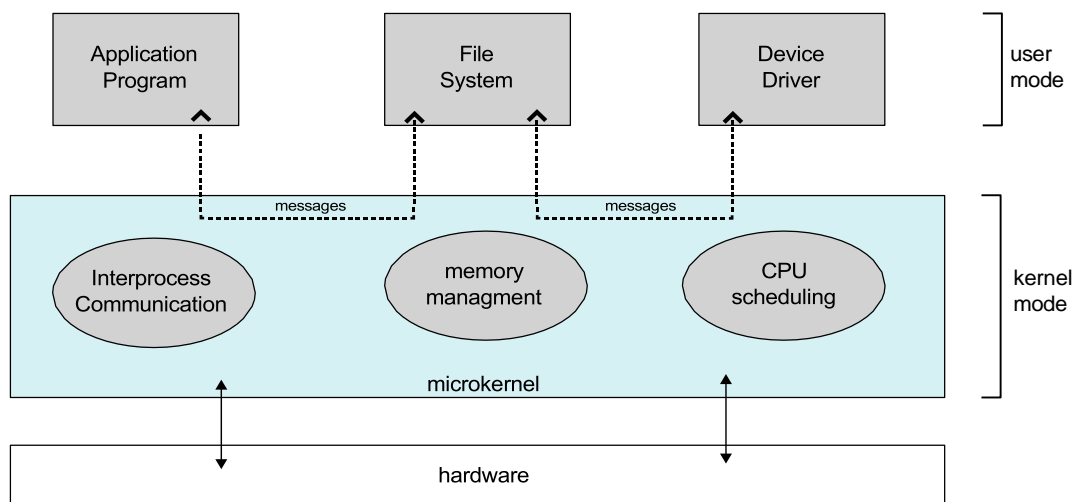 Application
Program
File
System
Device
Driver
user
mode
messages
messages
Interprocess
Communication
memory
managment
CPU
scheduling
kernel
mode
microkernel
hardware